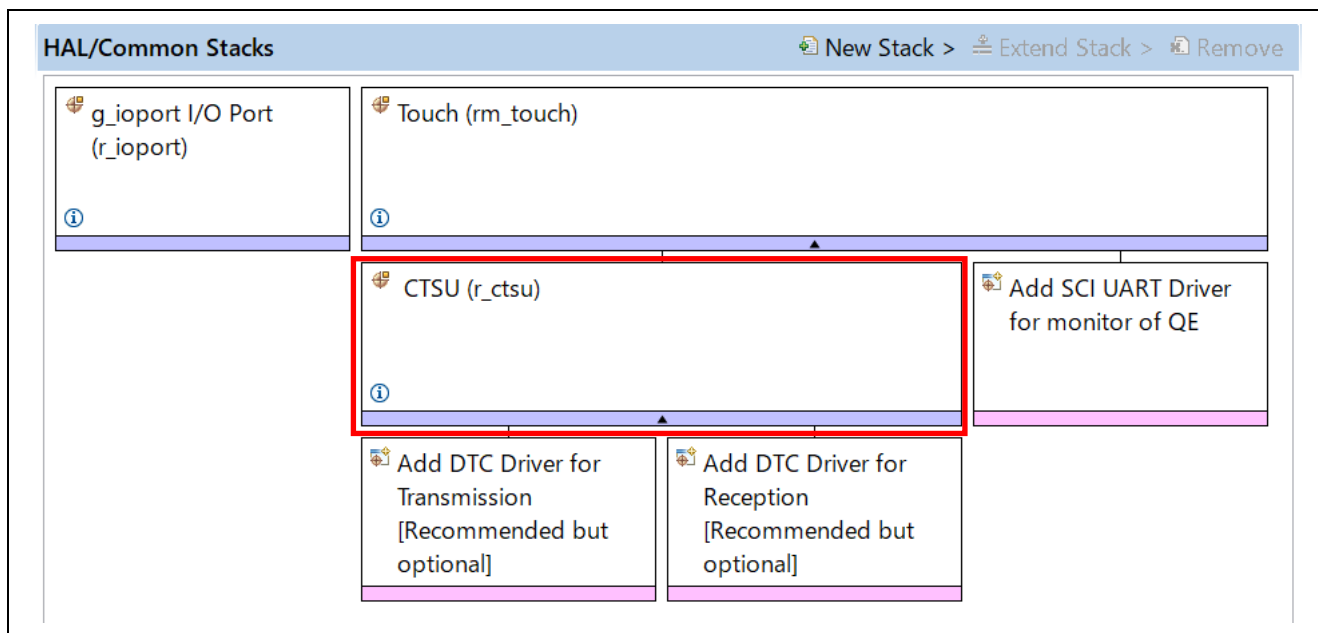 HAL/Common Stacks
New Stack > Extend Stack > Remove
g_ioport I/O Port
(r_ioport)
Touch (rm_touch)
CTSU (r_ctsu)
Add SCI UART Driver
for monitor of QE
Add DTC Driver for
Transmission
[Recommended but
optional]
Add DTC Driver for
Reception
[Recommended but
optional]